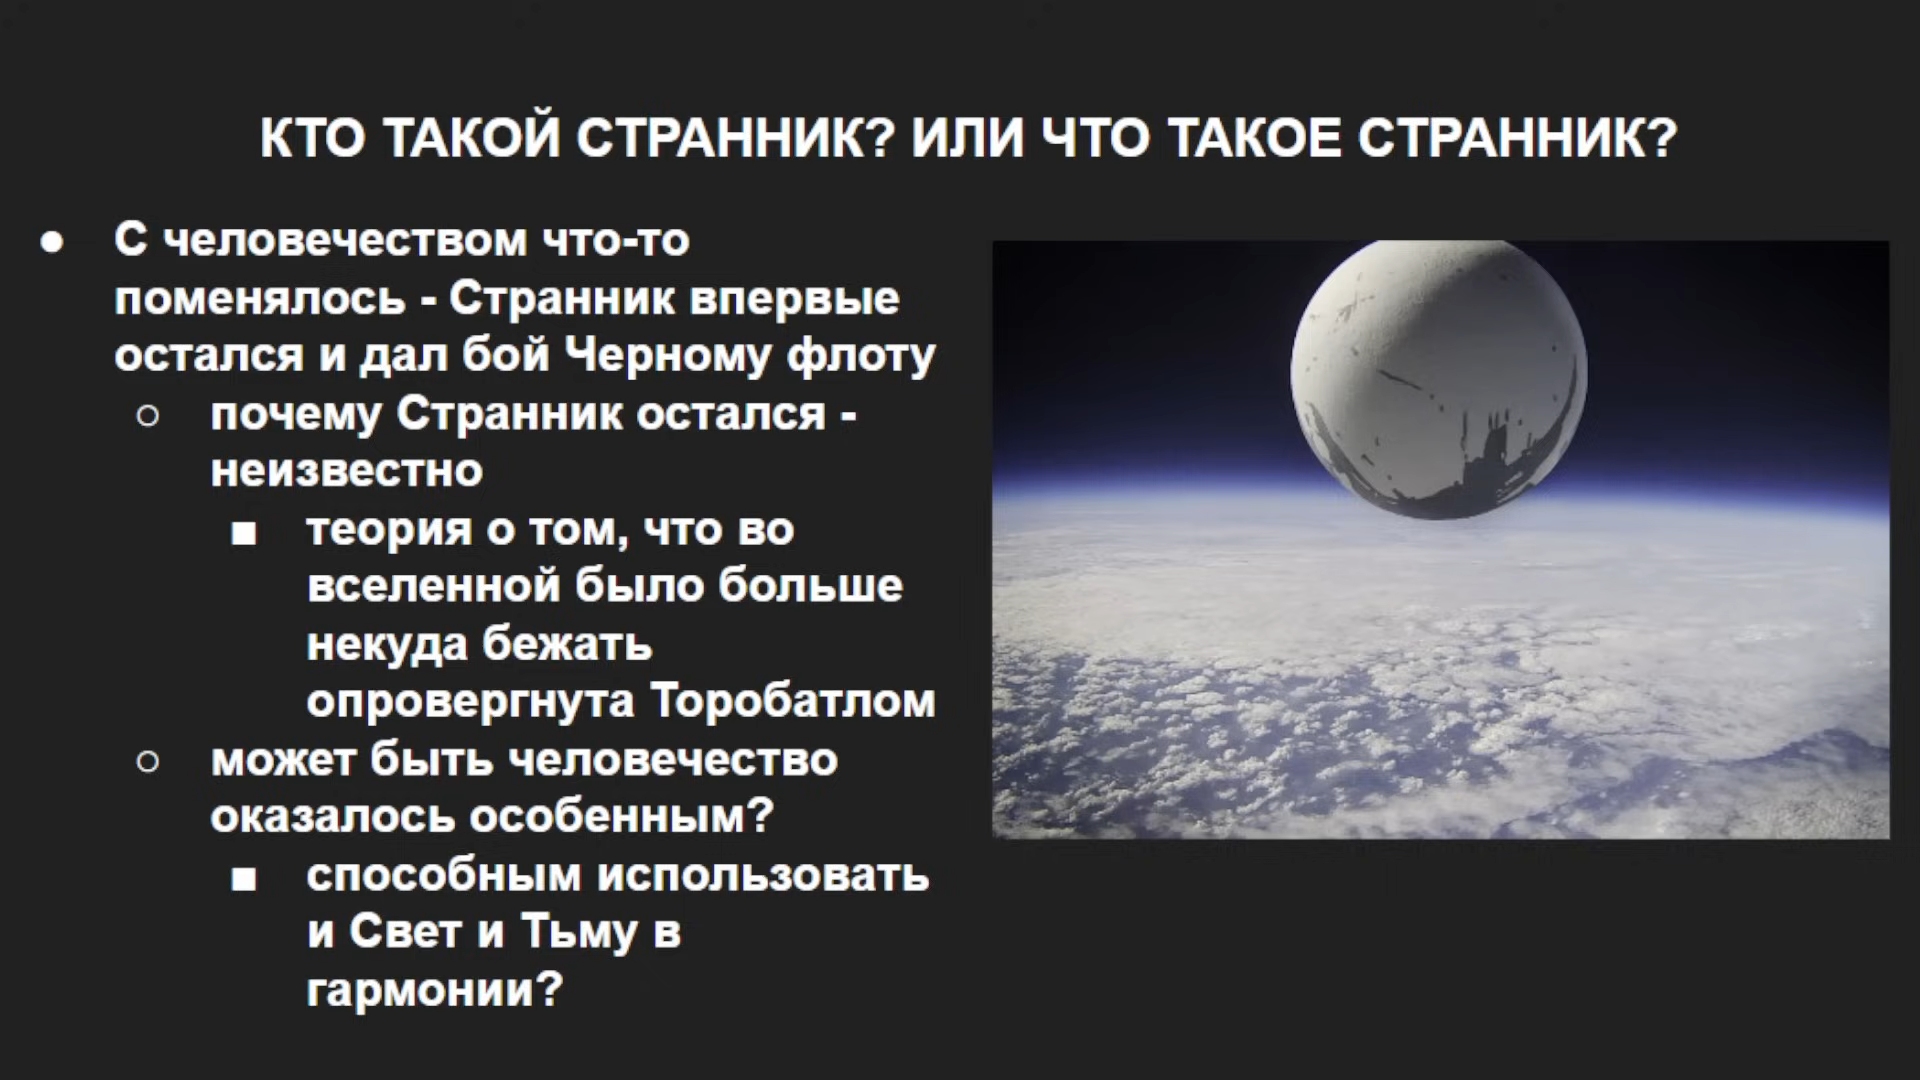 КТО ТАКОЙ СТРАННИК? ИЛИ ЧТО ТАКОЕ СТРАННИК?
● С человечеством что-то
поменялось - Странник впервые
остался и дал бой Черному флоту
○ почему Странник остался -
неизвестно
■ теория о том, что во
вселенной было больше
некуда бежать
опровергнута Торобатлом
○ может быть человечество
оказалось особенным?
■ способным использовать
и Свет и Тьму в
гармонии?